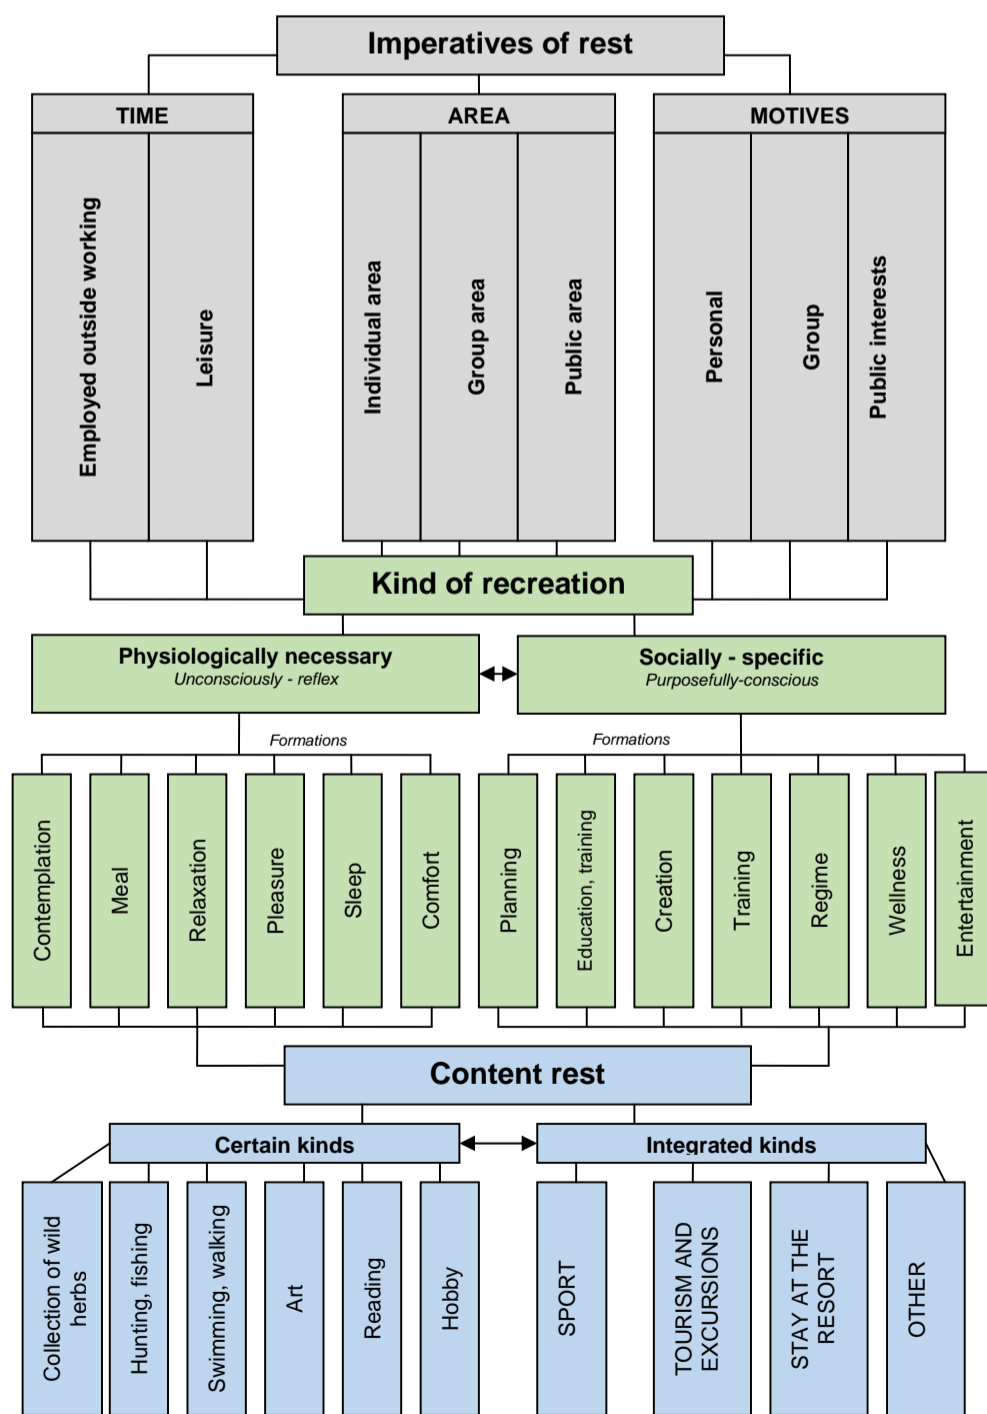 Imperatives of rest
TIME
AREA
MOTIVES
Employed outside working
Leisure
Individual area
Group area
Public area
Personal
Group
Public interests
Kind of recreation
Physiologically necessary
Unconsciously - reflex
Socially - specific
Purposefully-conscious
Formations
Formations
Contemplation
Meal
Relaxation
Pleasure
Sleep
Comfort
Planning
Education, training
Creation
Training
Regime
Wellness
Entertainment
Content rest
Certain kinds
Integrated kinds
Collection of wild
herbs
Hunting, fishing
Swimming, walking
Art
Reading
Hobby
SPORT
TOURISM AND
EXCURSIONS
STAY AT THE
RESORT
OTHER